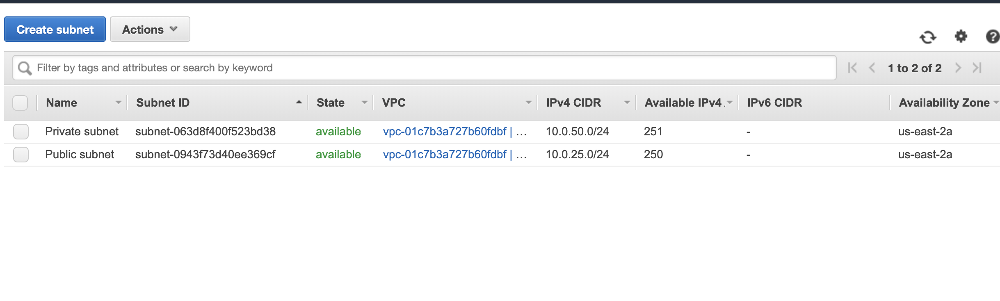 Create subnet Actions
Filter by tags and attributes or search by keyword 1 to 2 of 2
Name Subnet ID State VPC IPv4 CIDR Available IPv4 IPv6 CIDR Availability Zone
Private subnet subnet-063d8f400f523bd38 available vpc-01c7b3a727b60fdbf | … 10.0.50.0/24 251 - us-east-2a
Public subnet subnet-0943f73d40ee369cf available vpc-01c7b3a727b60fdbf | … 10.0.25.0/24 250 - us-east-2a